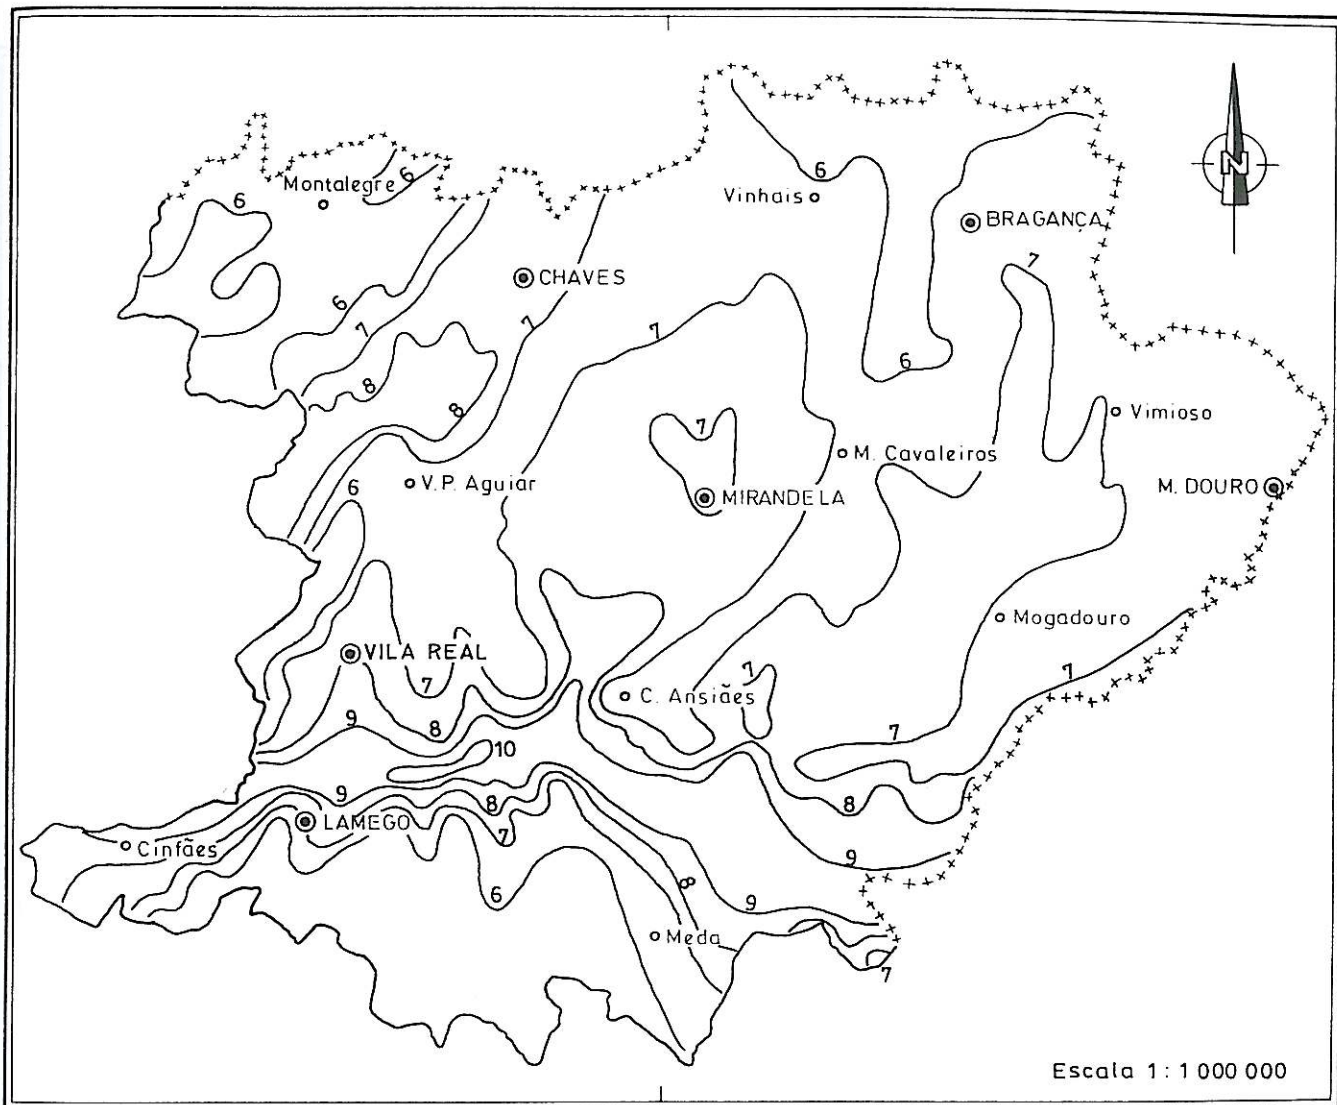 N
Montalegre
6
6
Vinhais
6
BRAGANÇA
CHAVES
7
6
7
7
7
8
6
8
7
Vimioso
M. Cavaleiros
V.P. Aguiar
6
MIRANDELA
M. DOURO
Mogadouro
VILA REAL
7
7
7
C. Ansiães
9
8
7
10
9
8
8
LAMEGO
7
Cinfães
9
8
6
9
Meda
7
Escala 1:1 000 000